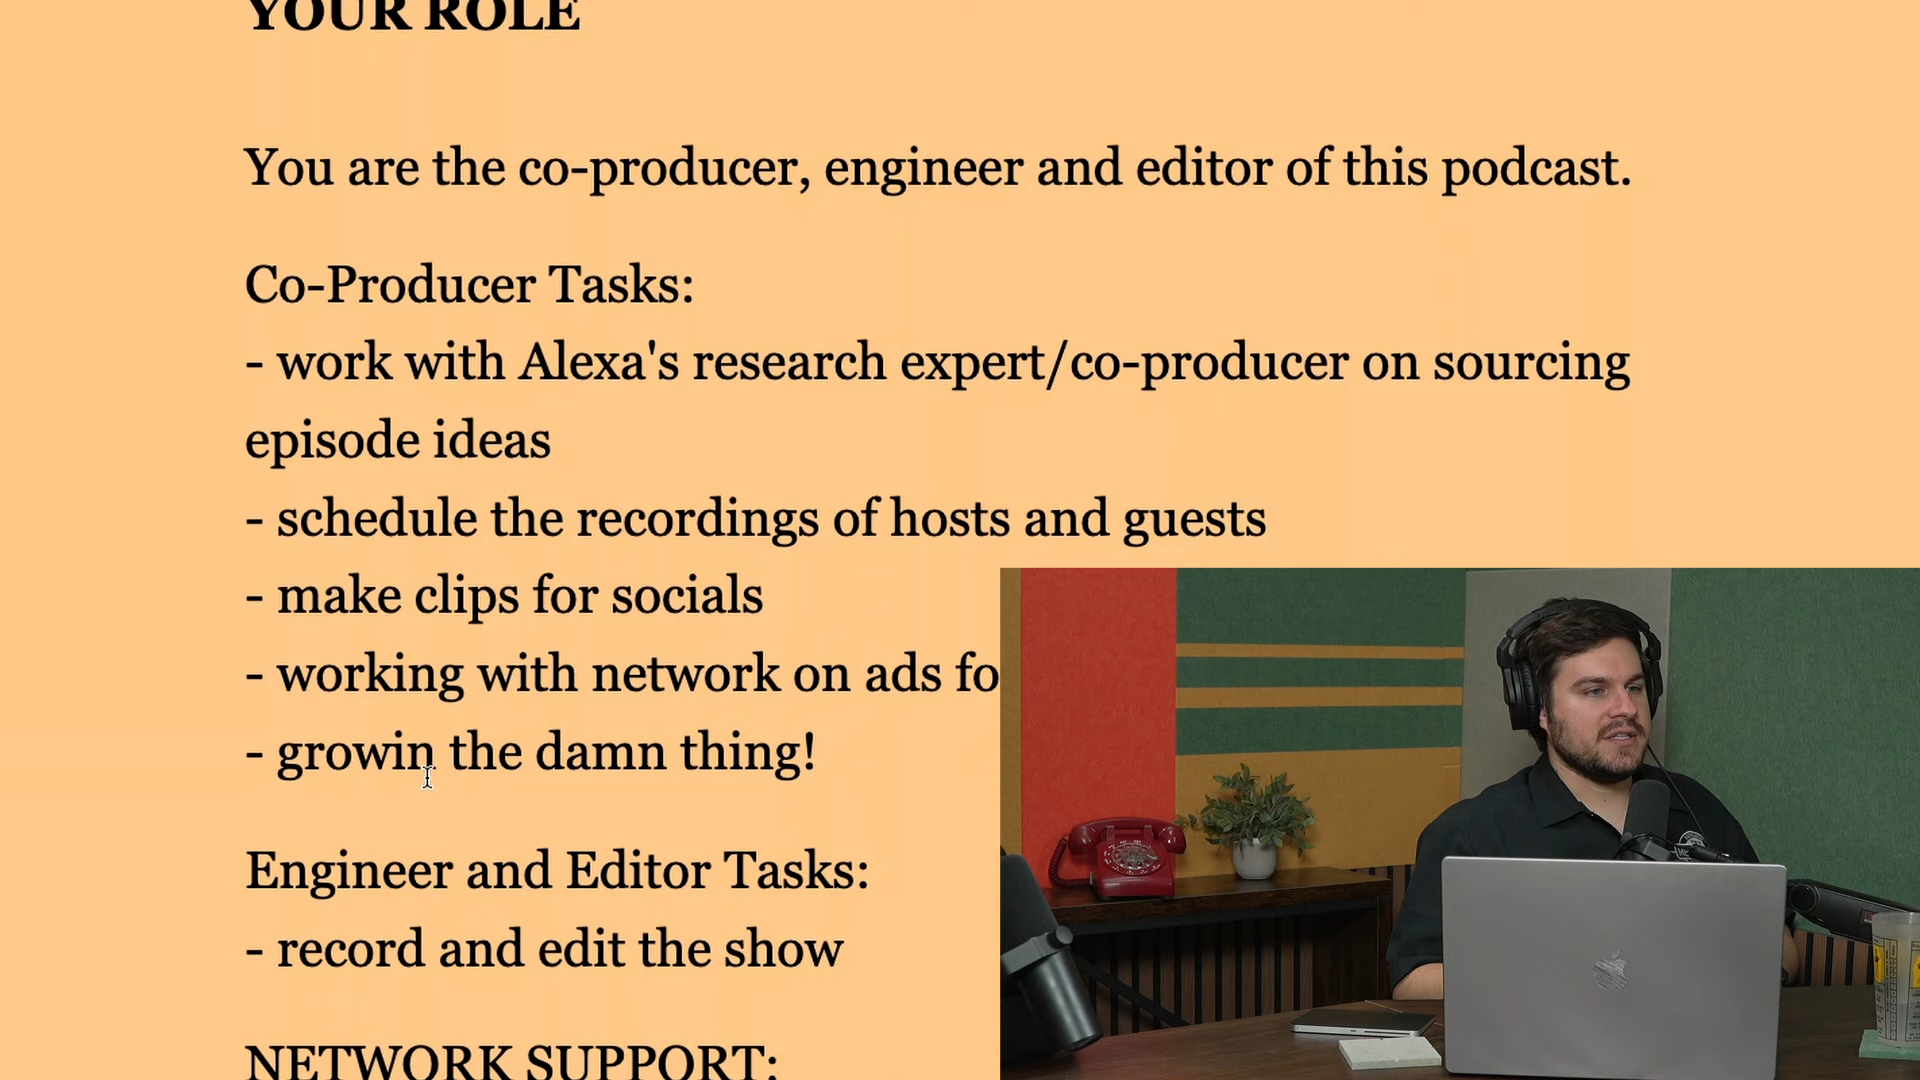 YOUR ROLE
You are the co-producer, engineer and editor of this podcast.
Co-Producer Tasks:
- work with Alexa's research expert/co-producer on sourcing
episode ideas
- schedule the recordings of hosts and guests
- make clips for socials
- working with network on ads fo
- growin the damn thing!
Engineer and Editor Tasks:
- record and edit the show
NETWORK SUPPORT: